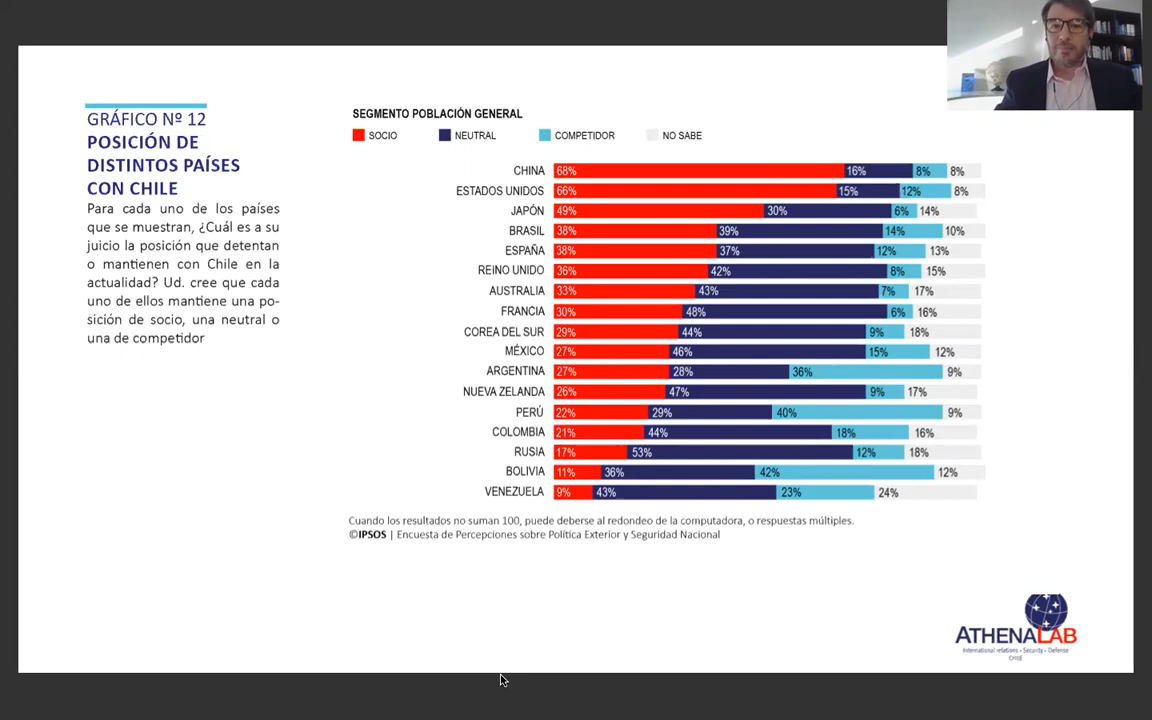 GRÁFICO Nº 12
POSICIÓN DE
DISTINTOS PAÍSES
CON CHILE
Para cada uno de los países
que se muestran, ¿Cuál es a su
juicio la posición que detentan
o mantienen con Chile en la
actualidad? Ud. cree que cada
uno de ellos mantiene una po-
sición de socio, una neutral o
una de competidor
SEGMENTO POBLACIÓN GENERAL
SOCIO NEUTRAL COMPETIDOR NO SABE
CHINA 68% 16% 8% 8%
ESTADOS UNIDOS 66% 15% 12% 8%
JAPÓN 49% 30% 6% 14%
BRASIL 38% 39% 14% 10%
ESPAÑA 38% 37% 12% 13%
REINO UNIDO 36% 42% 8% 15%
AUSTRALIA 33% 43% 7% 17%
FRANCIA 30% 48% 6% 16%
COREA DEL SUR 29% 44% 9% 18%
MÉXICO 27% 46% 15% 12%
ARGENTINA 27% 28% 36% 9%
NUEVA ZELANDA 26% 47% 9% 17%
PERÚ 22% 29% 40% 9%
COLOMBIA 21% 44% 18% 16%
RUSIA 17% 53% 12% 18%
BOLIVIA 11% 36% 42% 12%
VENEZUELA 9% 43% 23% 24%
Cuando los resultados no suman 100, puede deberse al redondeo de la computadora, o respuestas múltiples.
©IPSOS | Encuesta de Percepciones sobre Política Exterior y Seguridad Nacional
ATHENALAB
International relations • Security • Defense
CHILE